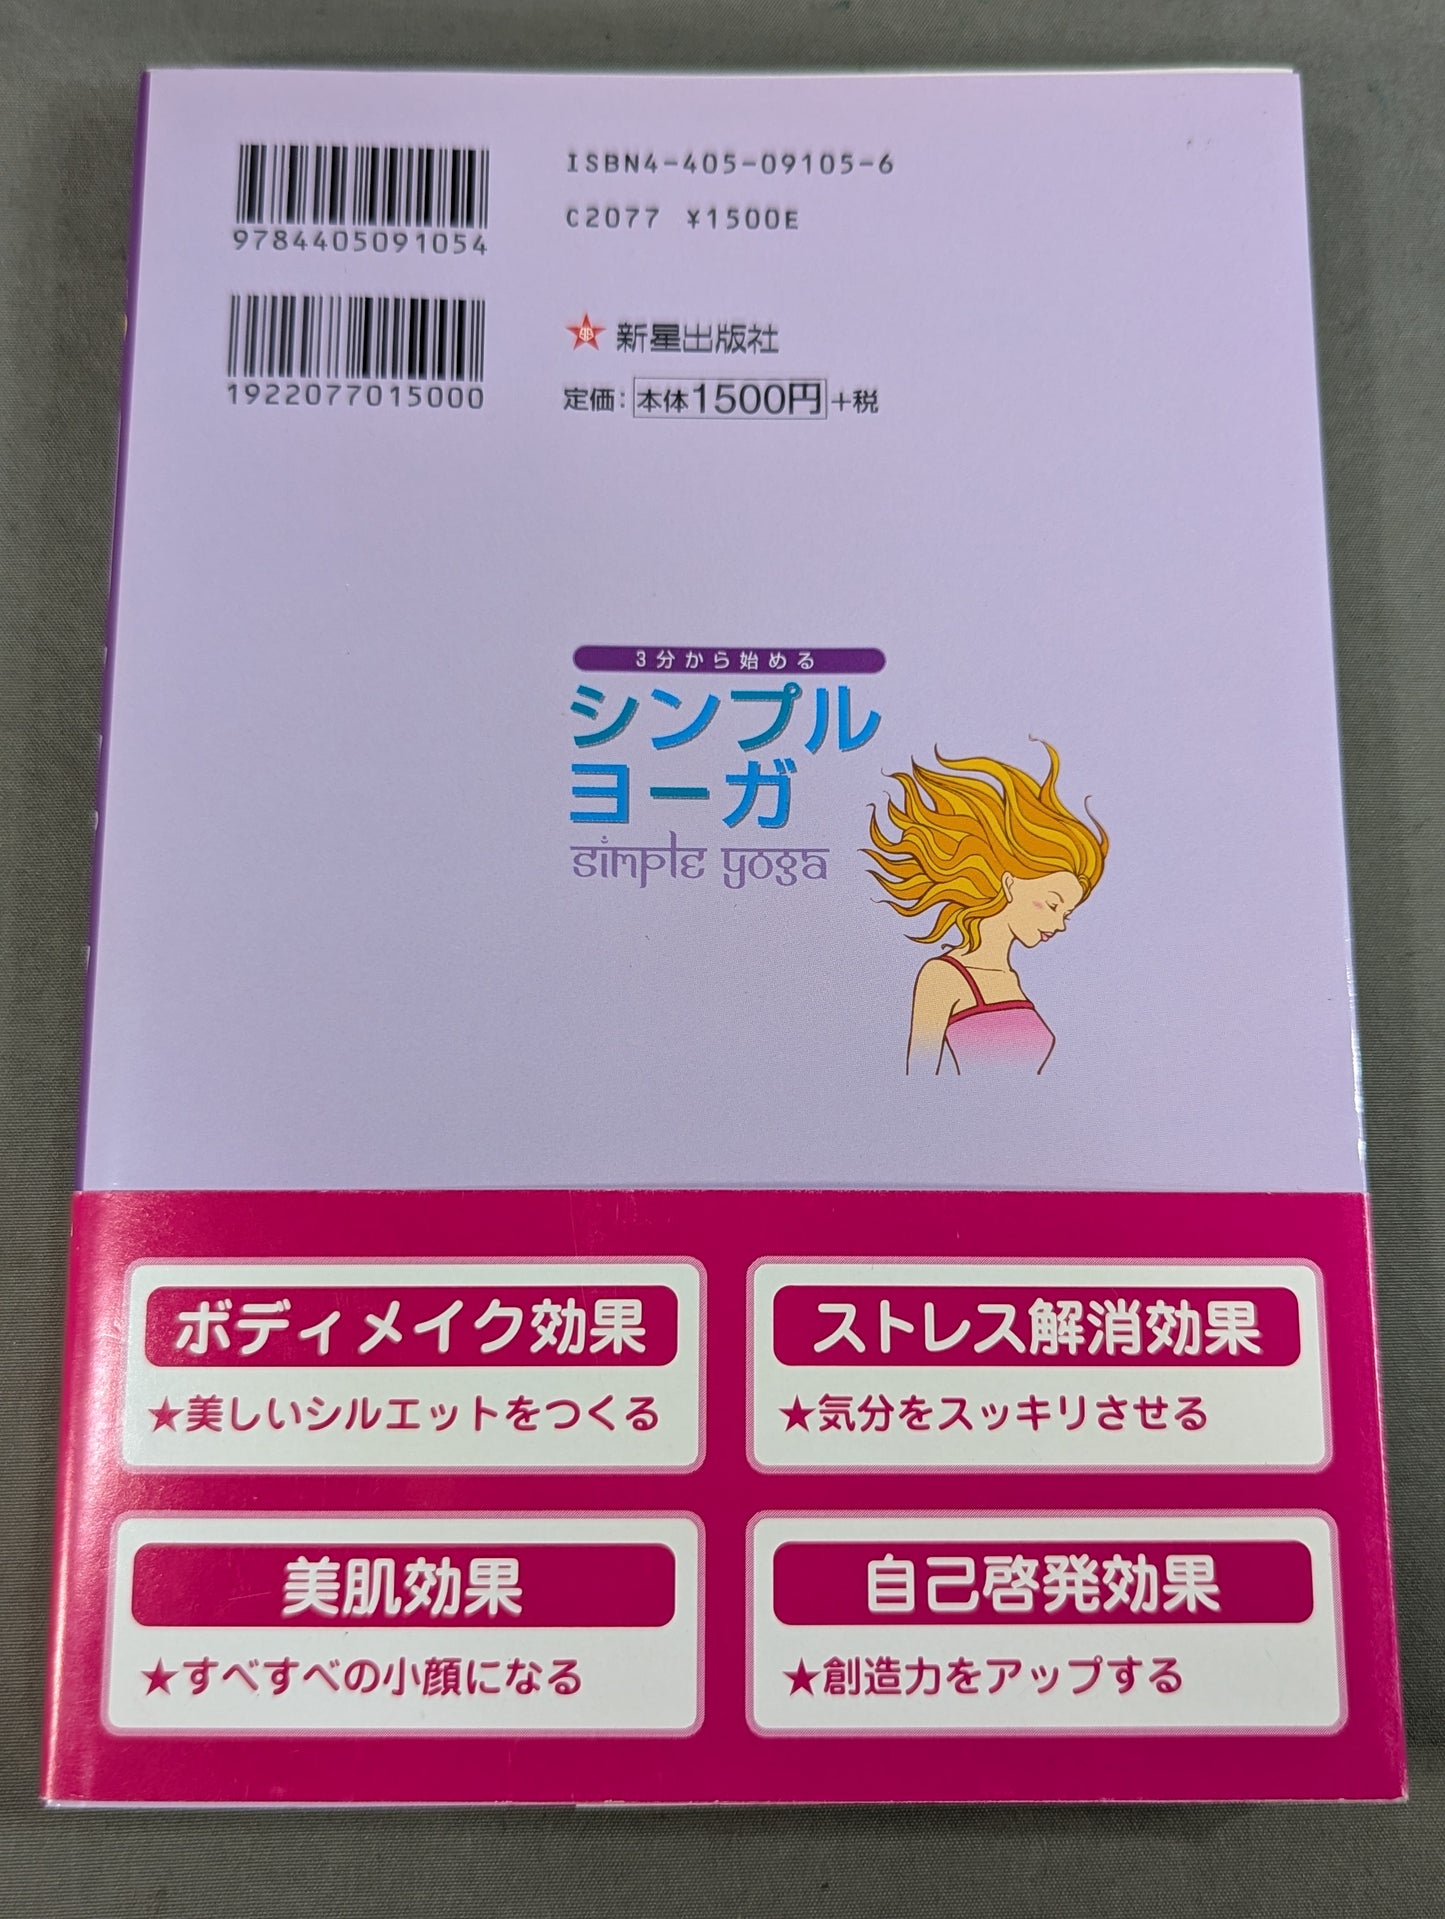 9784405091054
ISBN4-405-09105-6
C2077 ¥1500E
1922077015000
新星出版社
定価：本体1500円+税
3分から始める
シンプル
ヨーガ
simple yoga
ボディメイク効果
★美しいシルエットをつくる
ストレス解消効果
★気分をスッキリさせる
美肌効果
★すべすべの小顔になる
自己啓発効果
★創造力をアップする